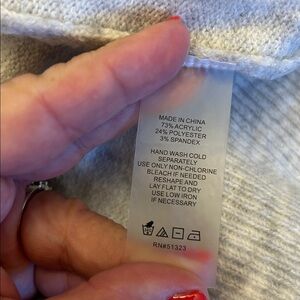 MADE IN CHINA
73% ACRYLIC
24% POLYESTER
3% SPANDEX
HAND WASH COLD
SEPARATELY
USE ONLY NON-CHLORINE
BLEACH IF NEEDED
RESHAPE AND
LAY FLAT TO DRY
USE LOW IRON
IF NECESSARY
RN#51323